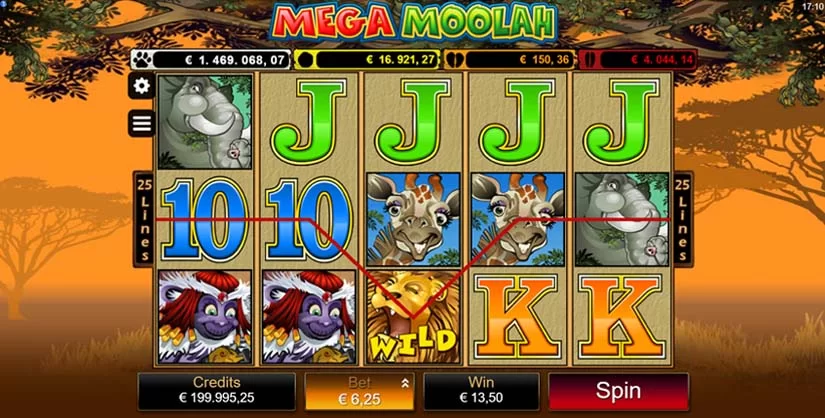 17:10
MEGA MOOLAH
€ 1. 469. 068, 07
€ 16. 921, 27
€ 150, 36
€ 4. 044, 14
J J J J
25 Lines
10 10
25 Lines
WILD K K
Credits Bet Win Spin
€ 199.995,25 € 6,25 € 13,50